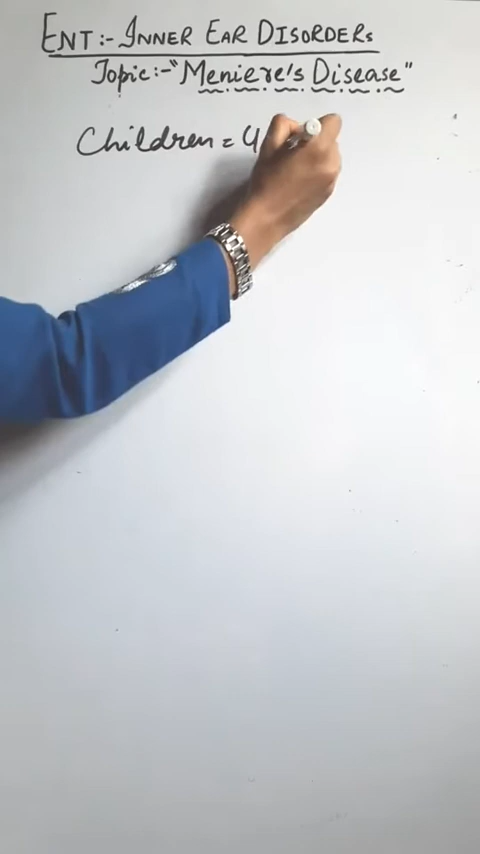 ENT:- INNER EAR DISORDERs
Topic:- "Meniere's Disease"
Children = 4